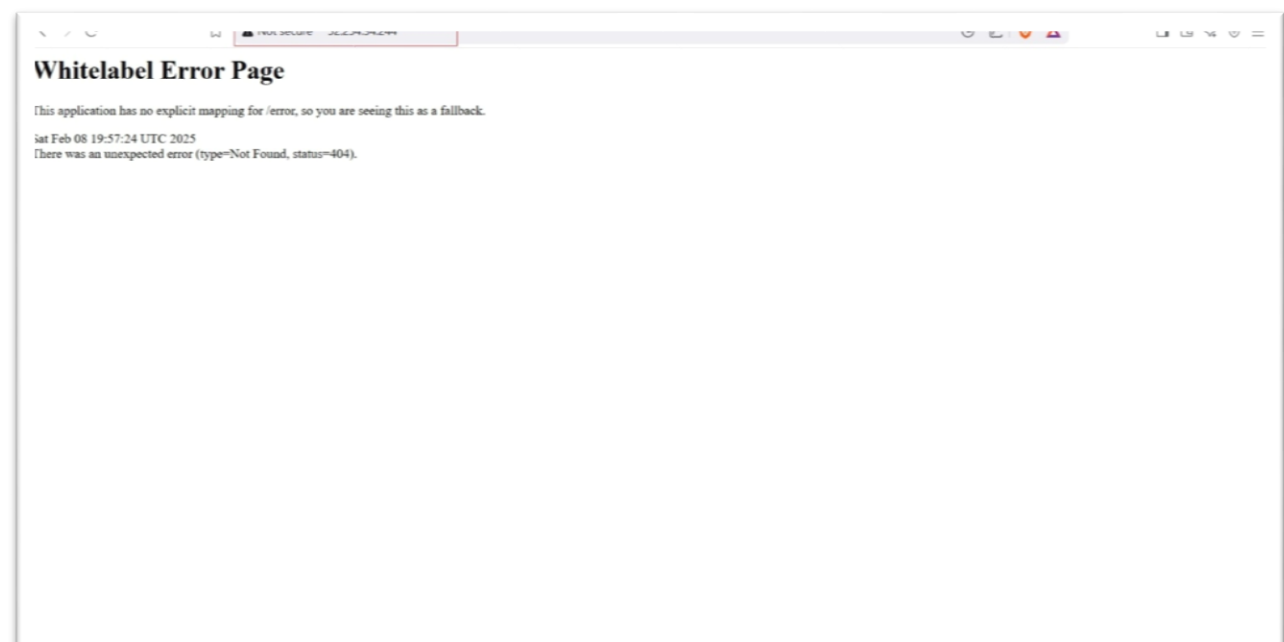 Not secure
Whitelabel Error Page
This application has no explicit mapping for /error, so you are seeing this as a fallback.
Sat Feb 08 19:57:24 UTC 2025
There was an unexpected error (type=Not Found, status=404).